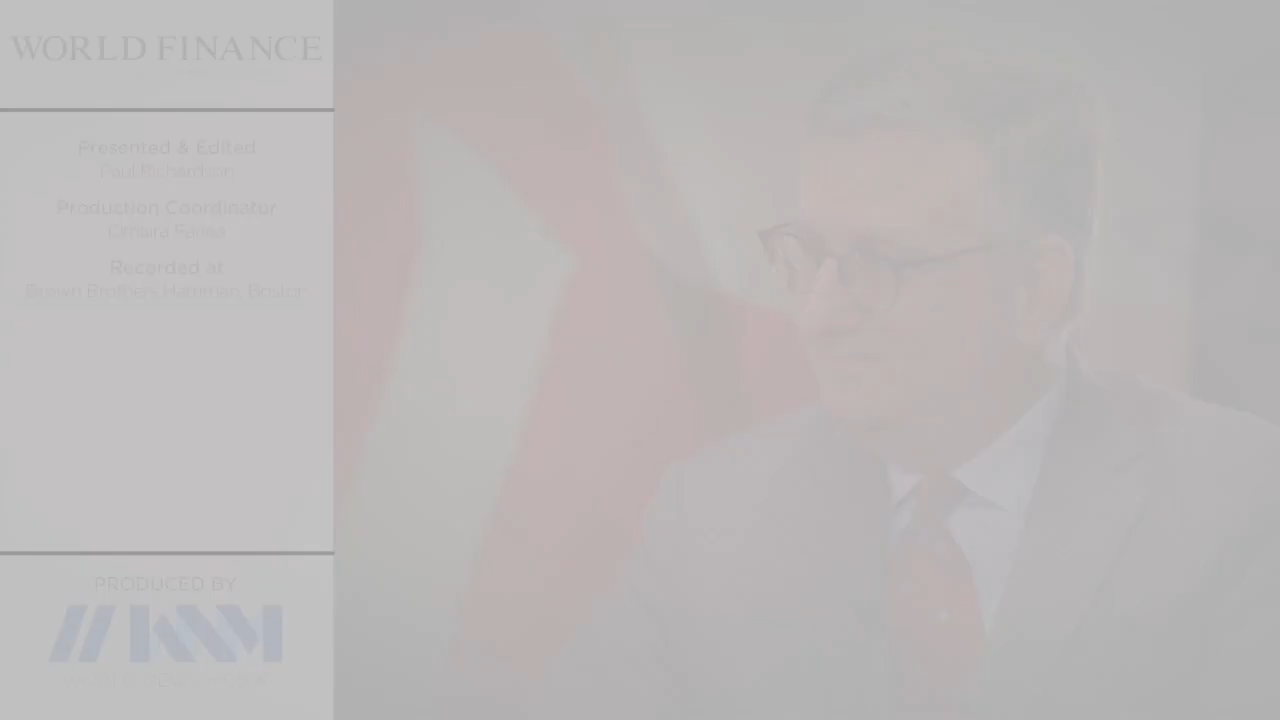 WORLD FINANCE
Presented & Edited
Paul Richardson
Production Coordinator
Recorded at
Brown Brothers Harriman, Boston
PRODUCED BY